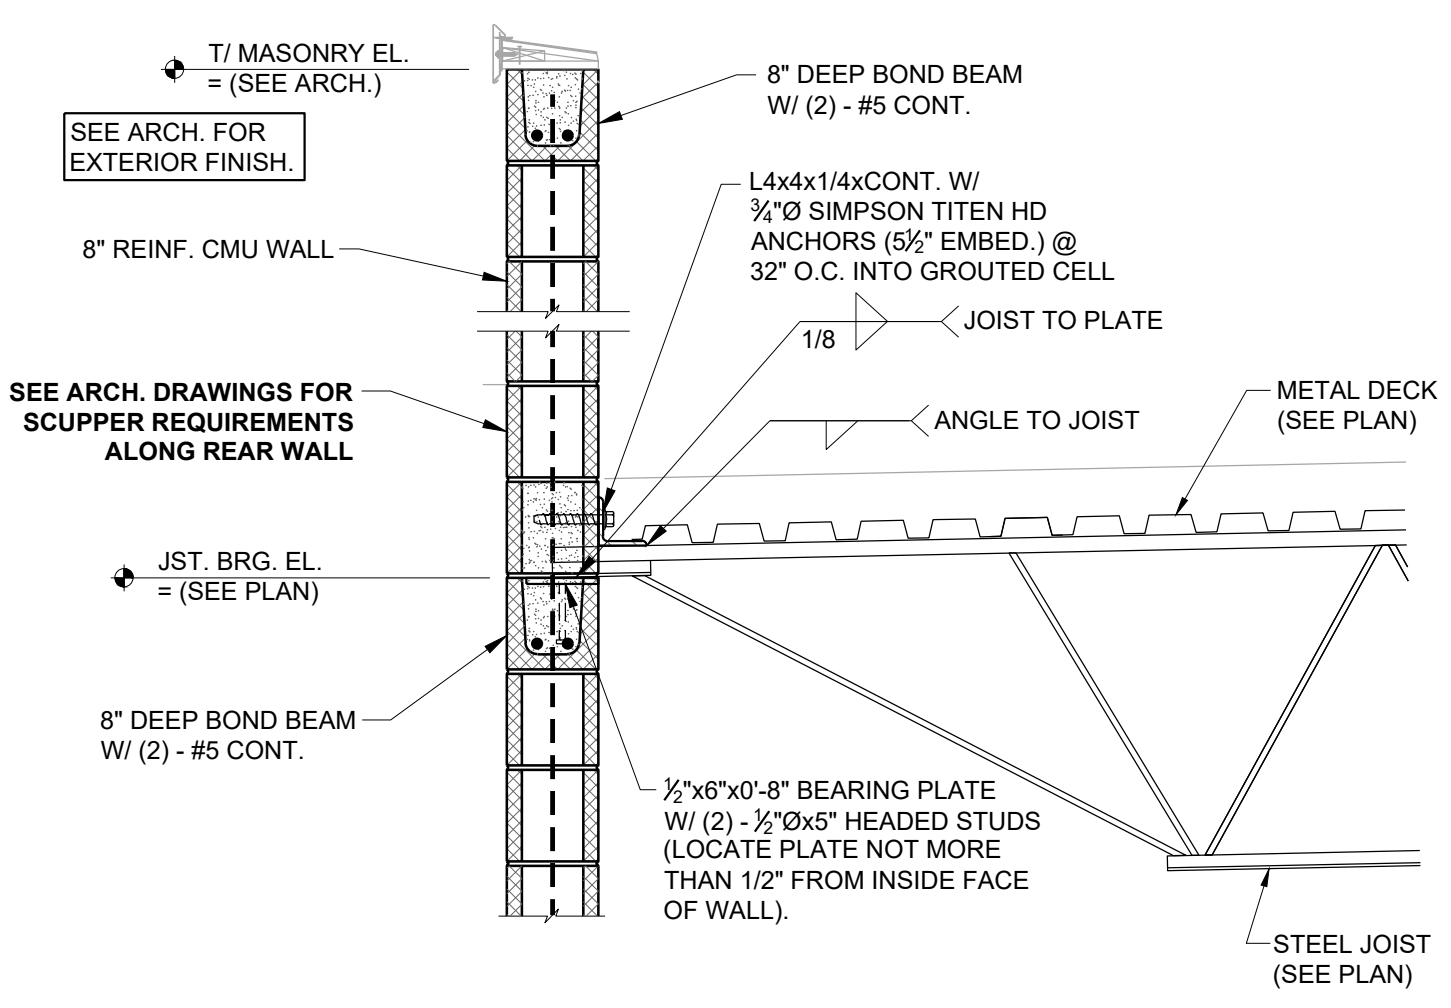 T/ MASONRY EL.
= (SEE ARCH.)
SEE ARCH. FOR
EXTERIOR FINISH.
8" DEEP BOND BEAM
W/ (2) - #5 CONT.
L4x4x1/4xCONT. W/
¾"Ø SIMPSON TITEN HD
ANCHORS (5½" EMBED.) @
32" O.C. INTO GROUTED CELL
8" REINF. CMU WALL
1/8
JOIST TO PLATE
SEE ARCH. DRAWINGS FOR
SCUPPER REQUIREMENTS
ALONG REAR WALL
ANGLE TO JOIST
METAL DECK
(SEE PLAN)
JST. BRG. EL.
= (SEE PLAN)
8" DEEP BOND BEAM
W/ (2) - #5 CONT.
½"x6"x0'-8" BEARING PLATE
W/ (2) - ½"Øx5" HEADED STUDS
(LOCATE PLATE NOT MORE
THAN 1/2" FROM INSIDE FACE
OF WALL).
STEEL JOIST
(SEE PLAN)